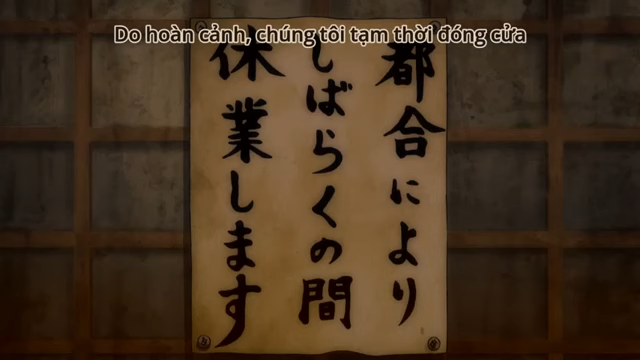 Do hoàn cảnh, chúng tôi tạm thời đóng cửa
都合により
しばらくの間
休業します